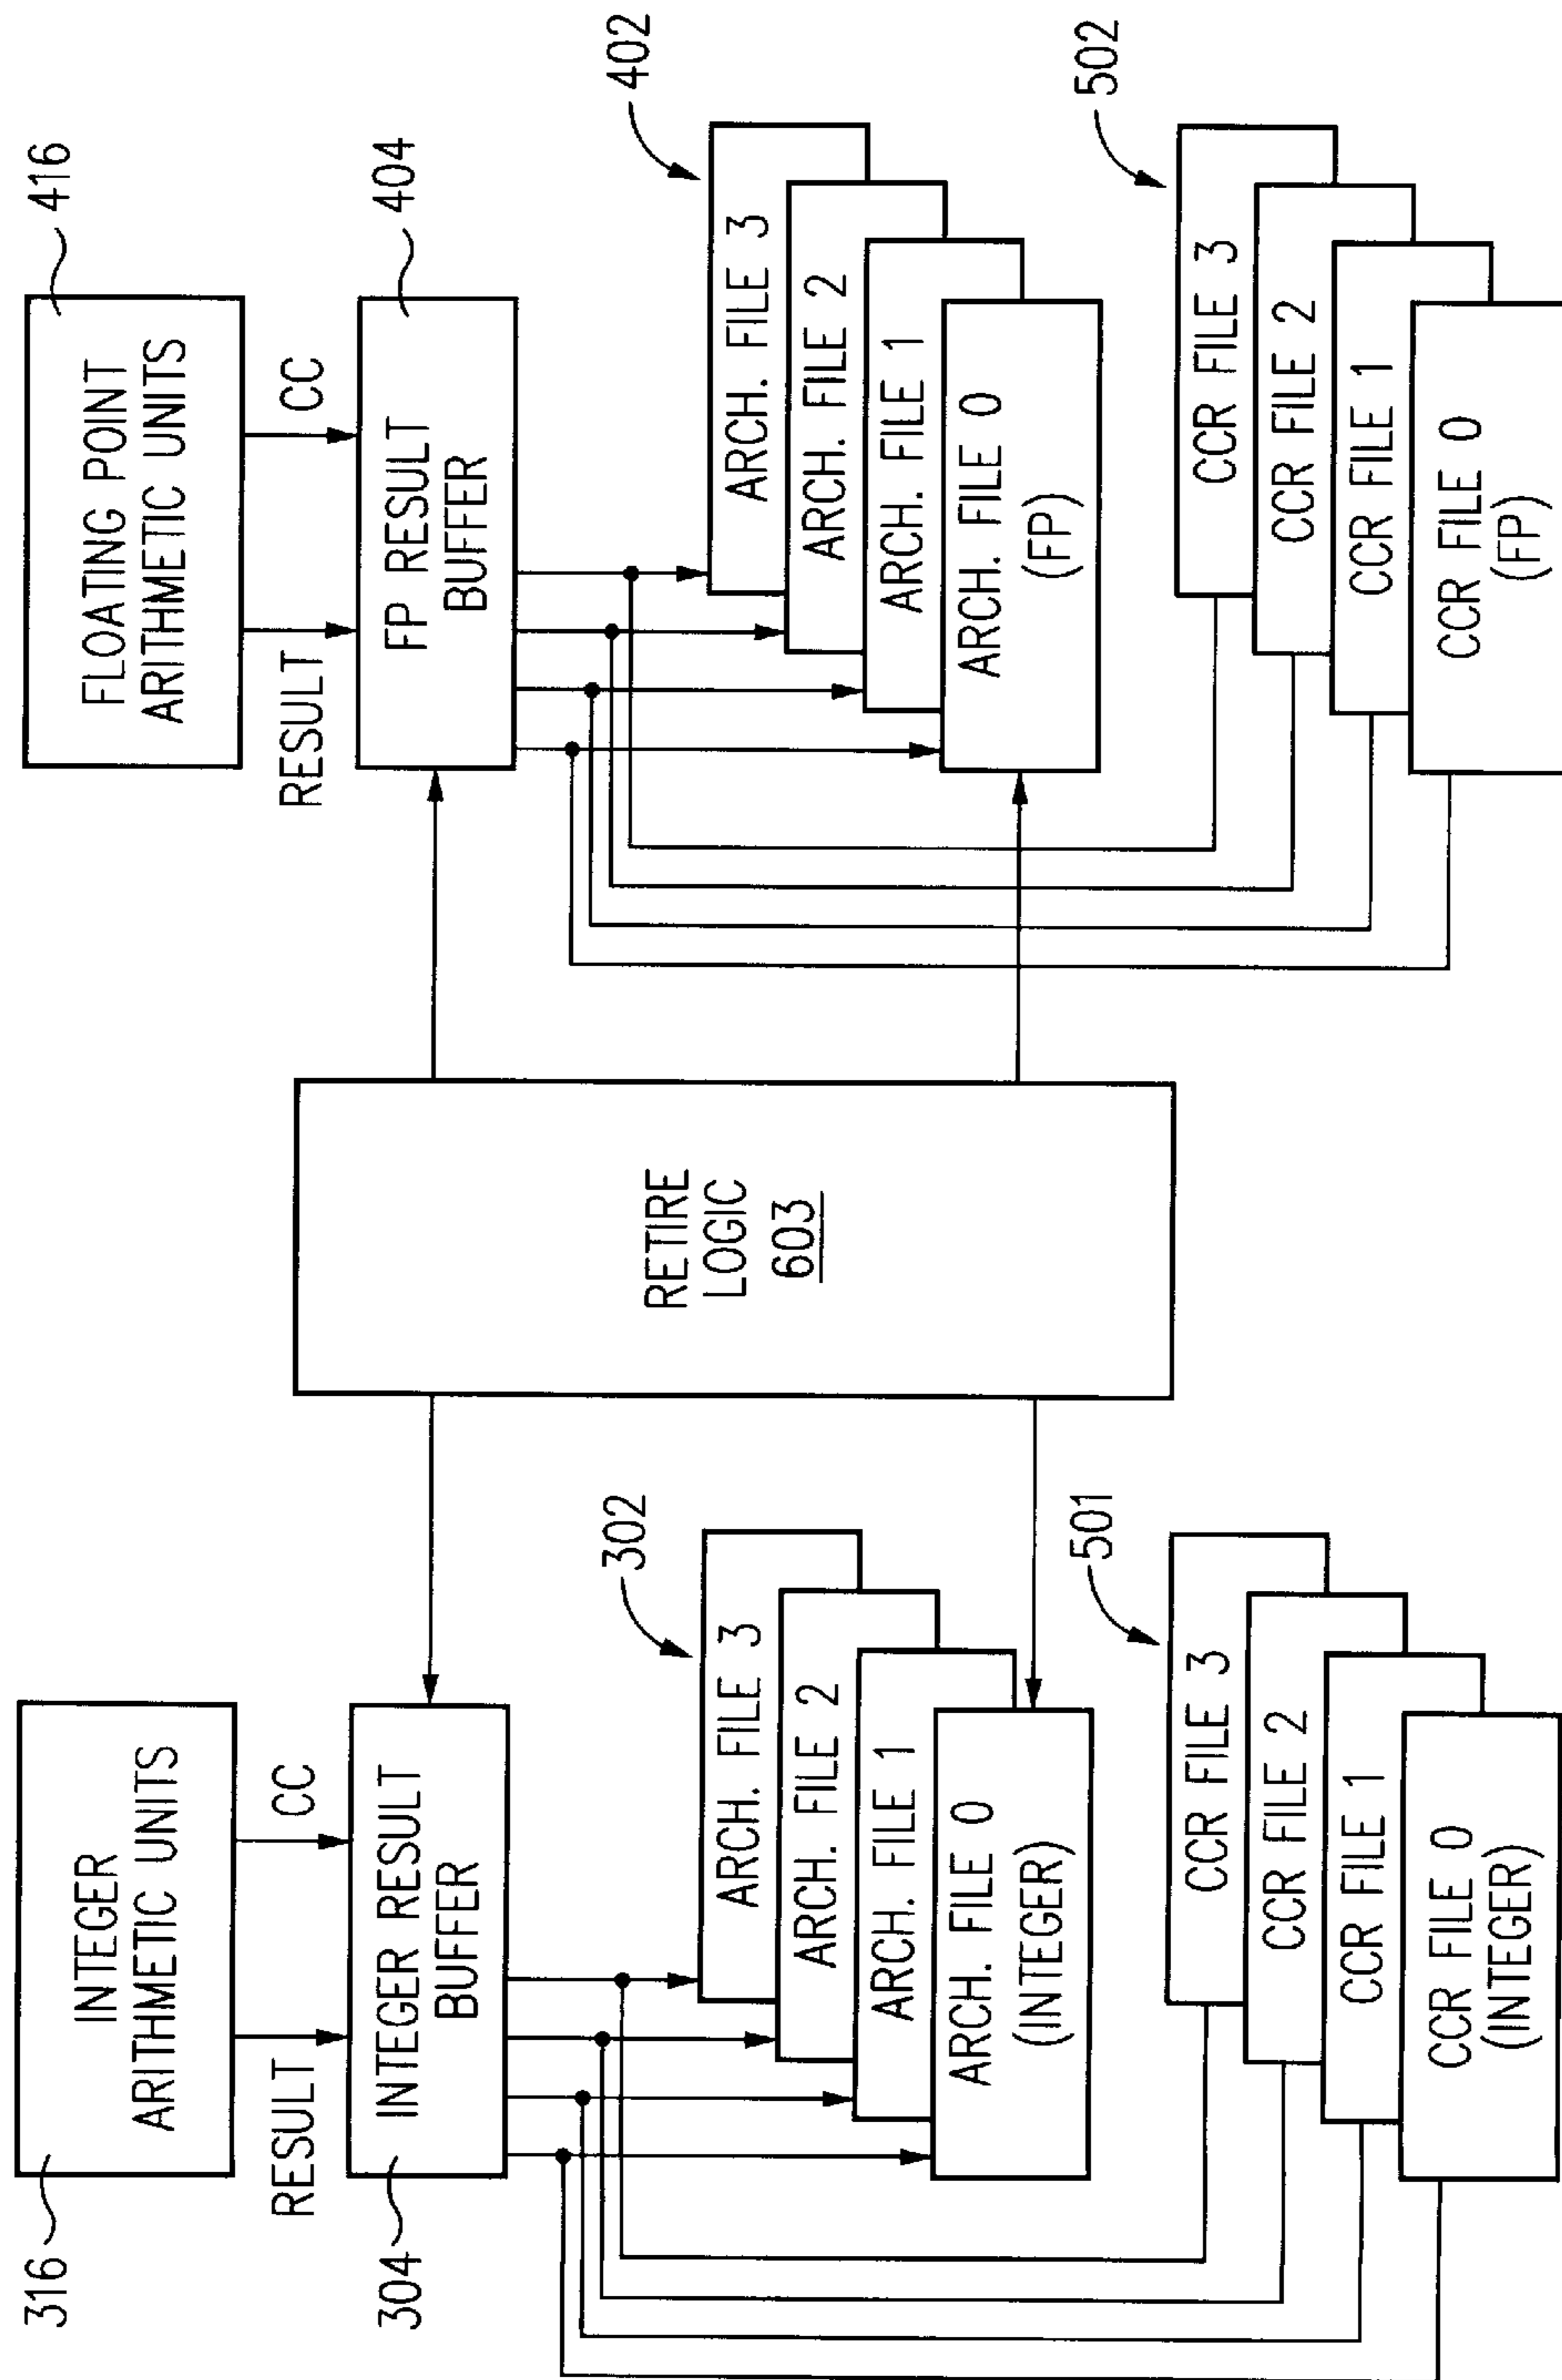 316
INTEGER
ARITHMETIC UNITS
RESULT
CC
304
INTEGER RESULT
BUFFER
302
ARCH. FILE 3
ARCH. FILE 2
ARCH. FILE 1
ARCH. FILE 0
(INTEGER)
501
CCR FILE 3
CCR FILE 2
CCR FILE 1
CCR FILE 0
(INTEGER)
RETIRE
LOGIC
603
FLOATING POINT
ARITHMETIC UNITS
416
RESULT
CC
FP RESULT
BUFFER
404
402
ARCH. FILE 3
ARCH. FILE 2
ARCH. FILE 1
ARCH. FILE 0
(FP)
502
CCR FILE 3
CCR FILE 2
CCR FILE 1
CCR FILE 0
(FP)